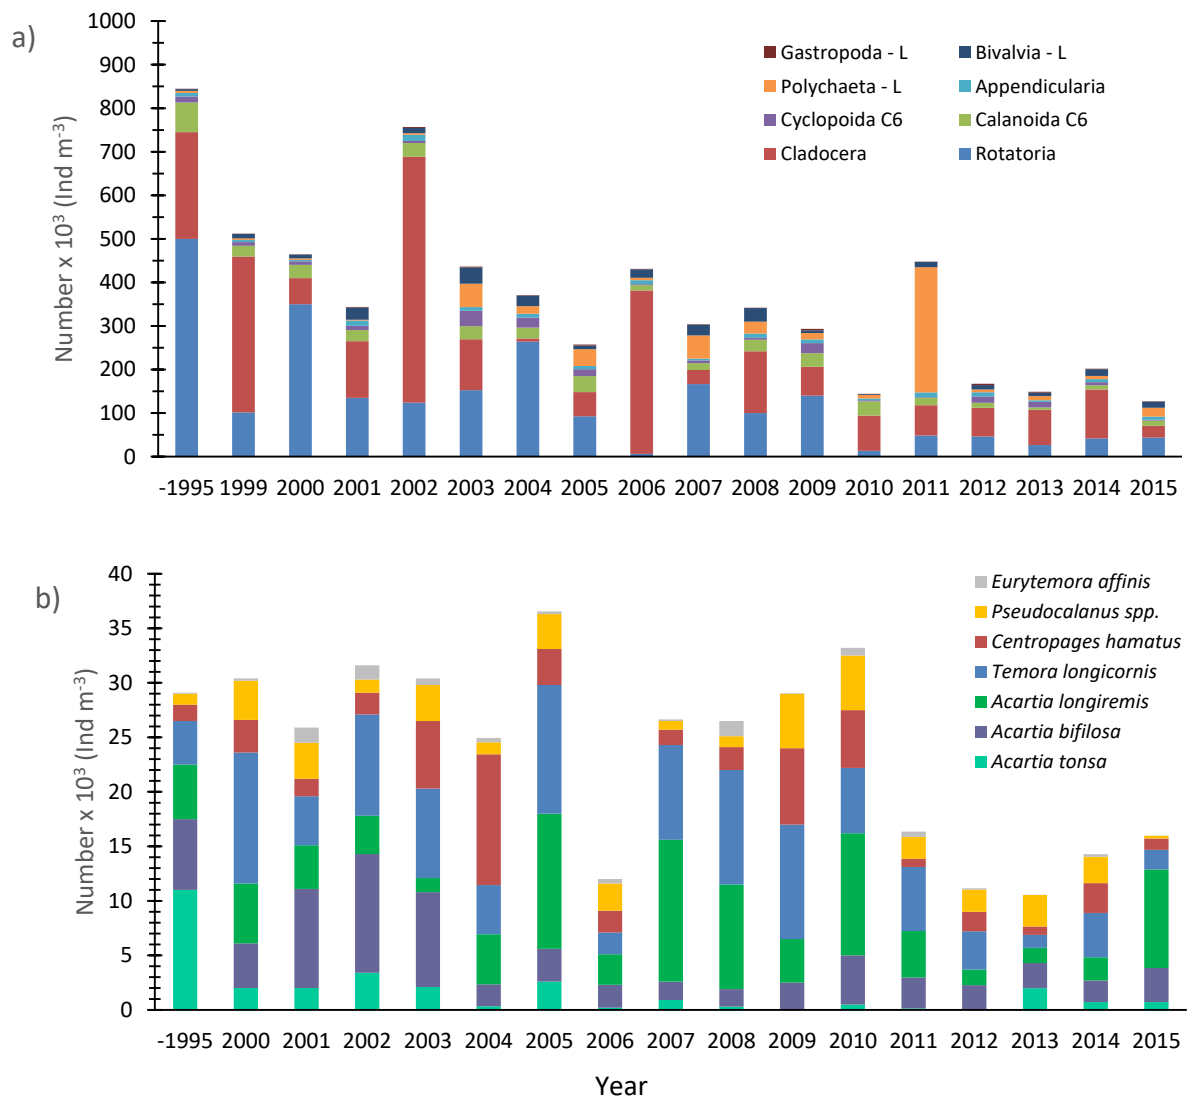 a)
Number x 10³ (Ind m⁻³)
1000
900
800
700
600
500
400
300
200
100
0
Gastropoda - L Bivalvia - L
Polychaeta - L Appendicularia
Cyclopoida C6 Calanoida C6
Cladocera Rotatoria
-1995 1999 2000 2001 2002 2003 2004 2005 2006 2007 2008 2009 2010 2011 2012 2013 2014 2015
b)
Number x 10³ (Ind m⁻³)
40
35
30
25
20
15
10
5
0
Eurytemora affinis
Pseudocalanus spp.
Centropages hamatus
Temora longicornis
Acartia longiremis
Acartia bifilosa
Acartia tonsa
-1995 2000 2001 2002 2003 2004 2005 2006 2007 2008 2009 2010 2011 2012 2013 2014 2015
Year